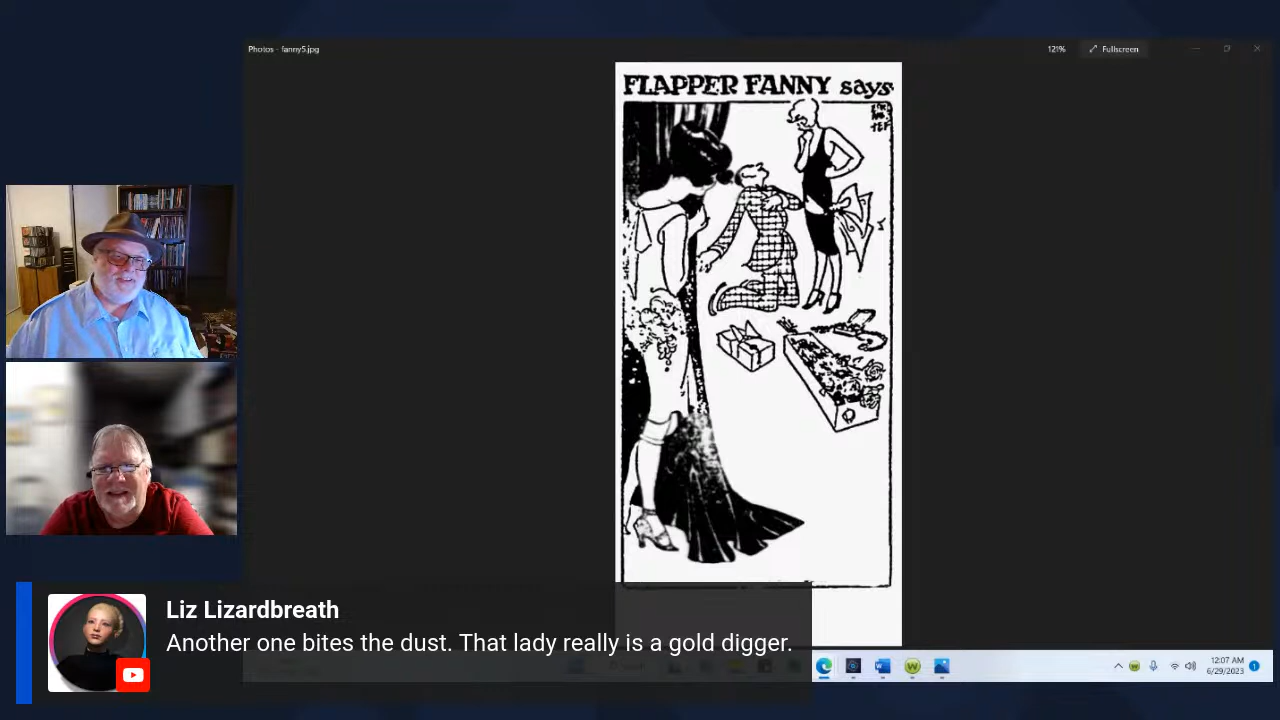 Photos - fanny5.jpg
121%
Fullscreen
FLAPPER FANNY says
Liz Lizardbreath
Another one bites the dust. That lady really is a gold digger.
12:07 AM
6/29/2023